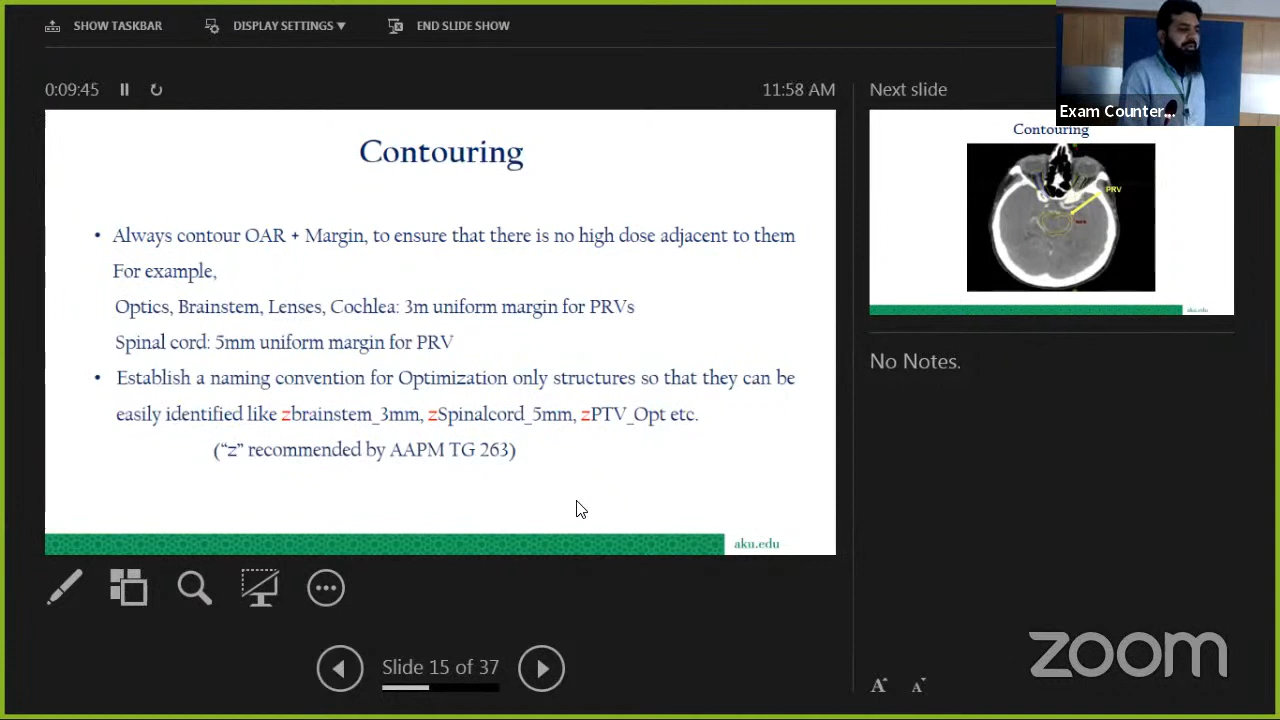 SHOW TASKBAR
DISPLAY SETTINGS ▼
END SLIDE SHOW
Exam Counter...
0:09:45
11:58 AM
Next slide
Contouring
• Always contour OAR + Margin, to ensure that there is no high dose adjacent to them
For example,
Optics, Brainstem, Lenses, Cochlea: 3m uniform margin for PRVs
Spinal cord: 5mm uniform margin for PRV
• Establish a naming convention for Optimization only structures so that they can be
easily identified like zbrainstem_3mm, zSpinalcord_5mm, zPTV_Opt etc.
("z" recommended by AAPM TG 263)
aku.edu
Contouring
PRV
aku.edu
No Notes.
Slide 15 of 37
A A
zoom